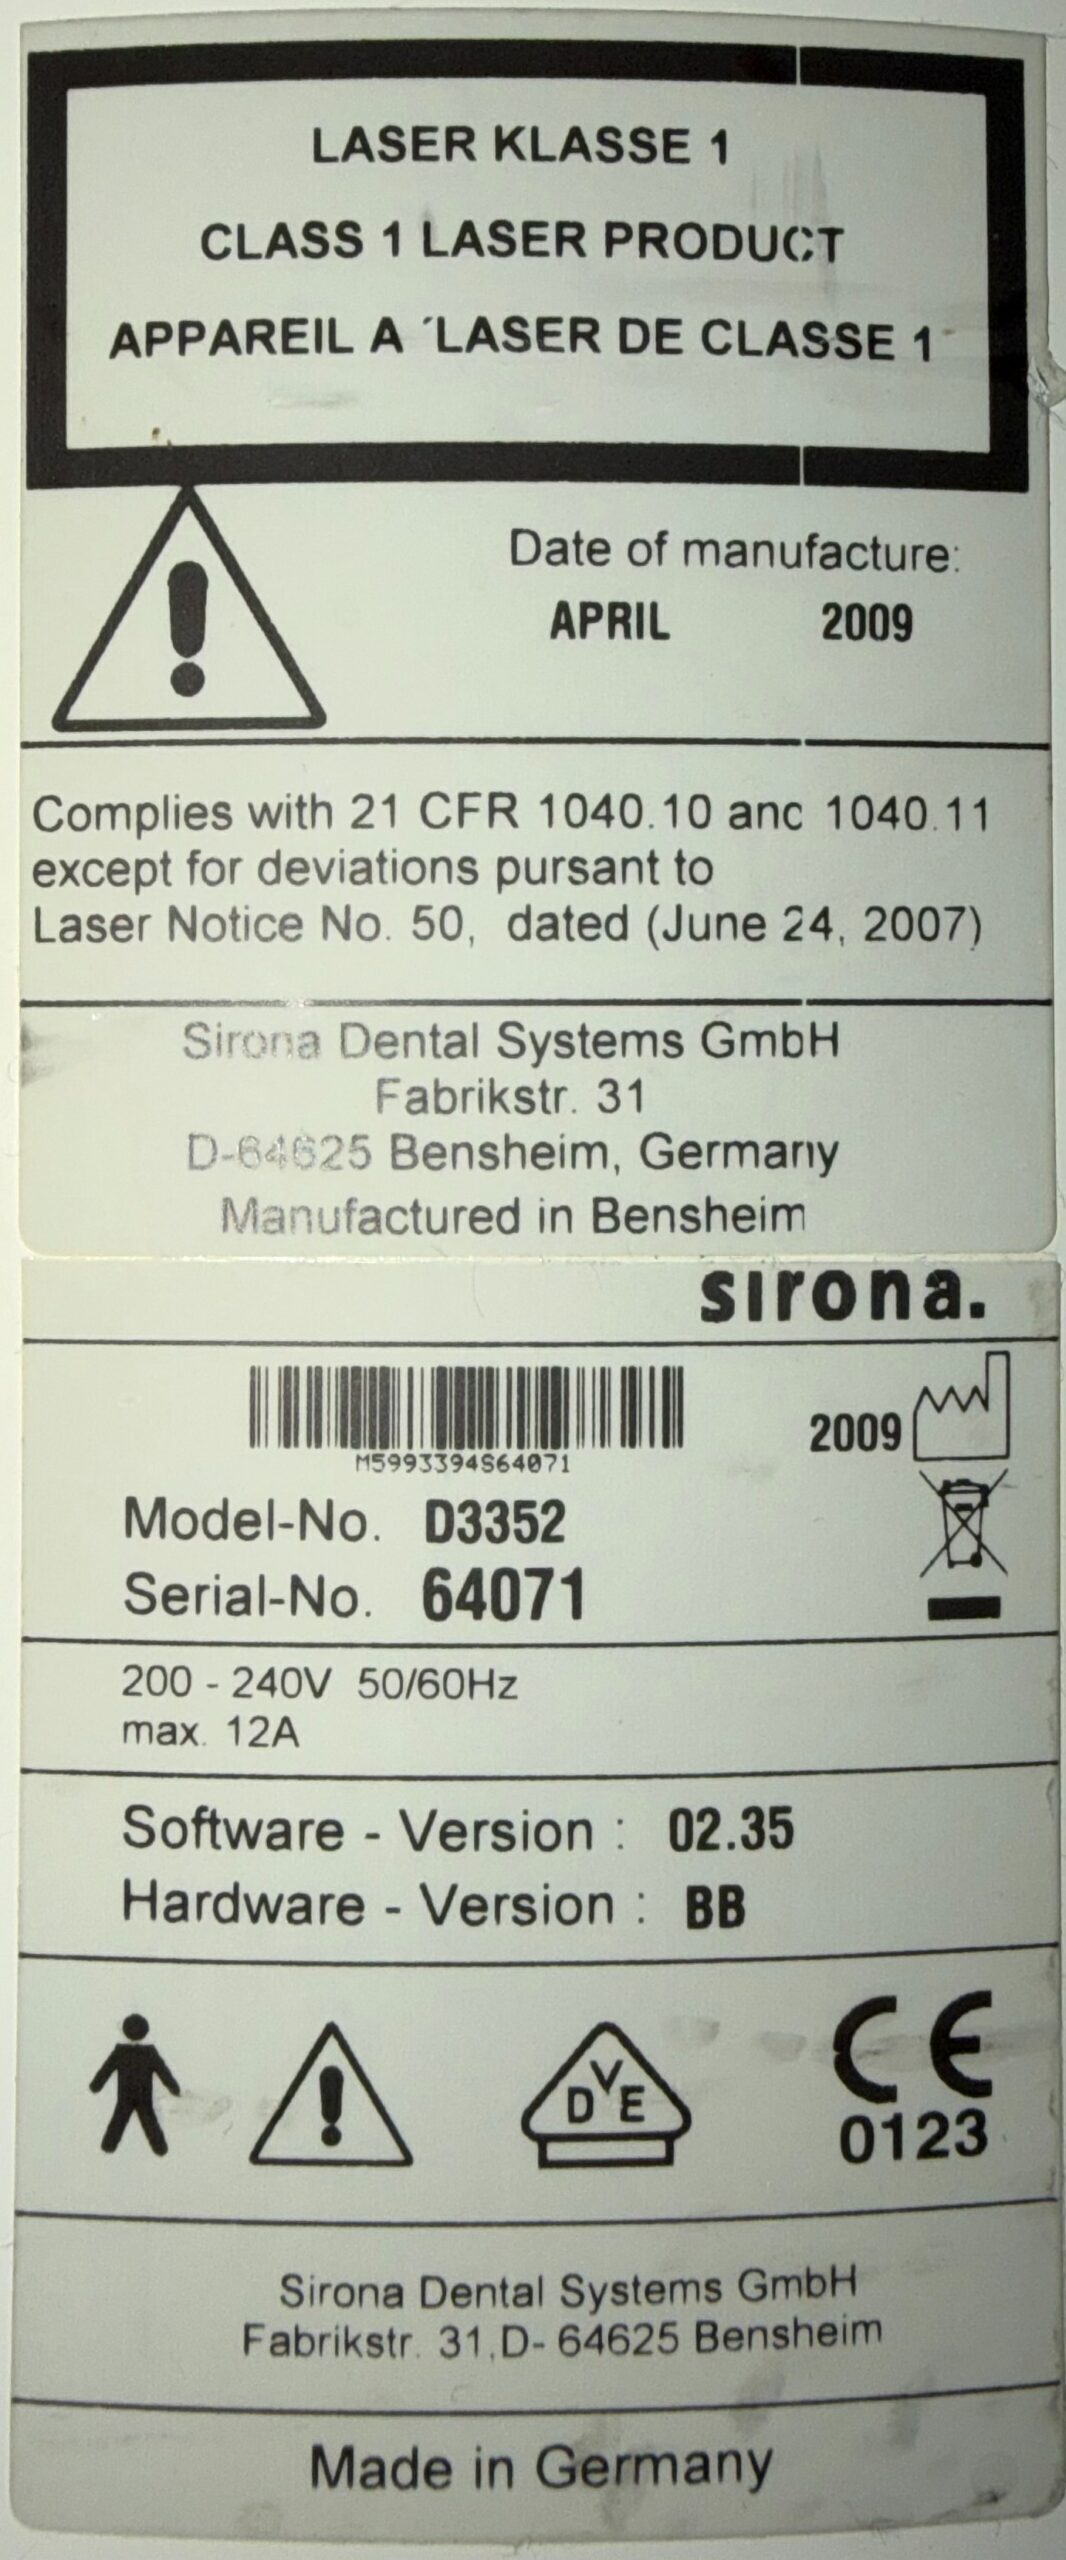 LASER KLASSE 1
CLASS 1 LASER PRODUCT
APPAREIL A ´LASER DE CLASSE 1
Date of manufacture:
APRIL 2009
Complies with 21 CFR 1040.10 and 1040.11
except for deviations pursant to
Laser Notice No. 50, dated (June 24, 2007)
Sirona Dental Systems GmbH
Fabrikstr. 31
D-64625 Bensheim, Germany
Manufactured in Bensheim
sirona.
2009
M5993394S64071
Model-No. D3352
Serial-No. 64071
200 - 240V 50/60Hz
max. 12A
Software - Version : 02.35
Hardware - Version : BB
DVE
CE
0123
Sirona Dental Systems GmbH
Fabrikstr. 31,D- 64625 Bensheim
Made in Germany